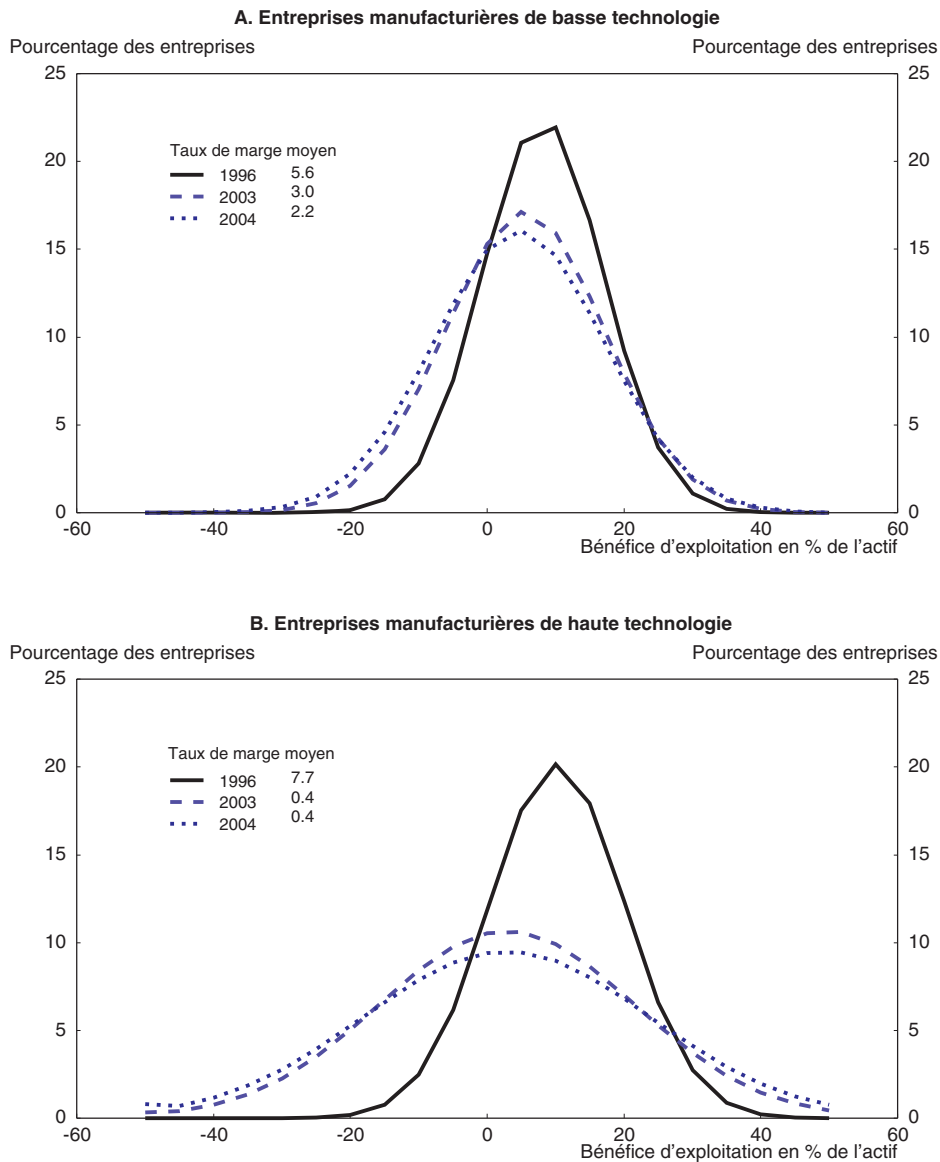 A. Entreprises manufacturières de basse technologie
Pourcentage des entreprises Pourcentage des entreprises
25 25
Taux de marge moyen
1996 5.6
2003 3.0
2004 2.2
20 20
15 15
10 10
5 5
0 0
-60 -40 -20 0 20 40 60
Bénéfice d'exploitation en % de l'actif
B. Entreprises manufacturières de haute technologie
Pourcentage des entreprises Pourcentage des entreprises
25 25
Taux de marge moyen
1996 7.7
2003 0.4
2004 0.4
20 20
15 15
10 10
5 5
0 0
-60 -40 -20 0 20 40 60
Bénéfice d'exploitation en % de l'actif